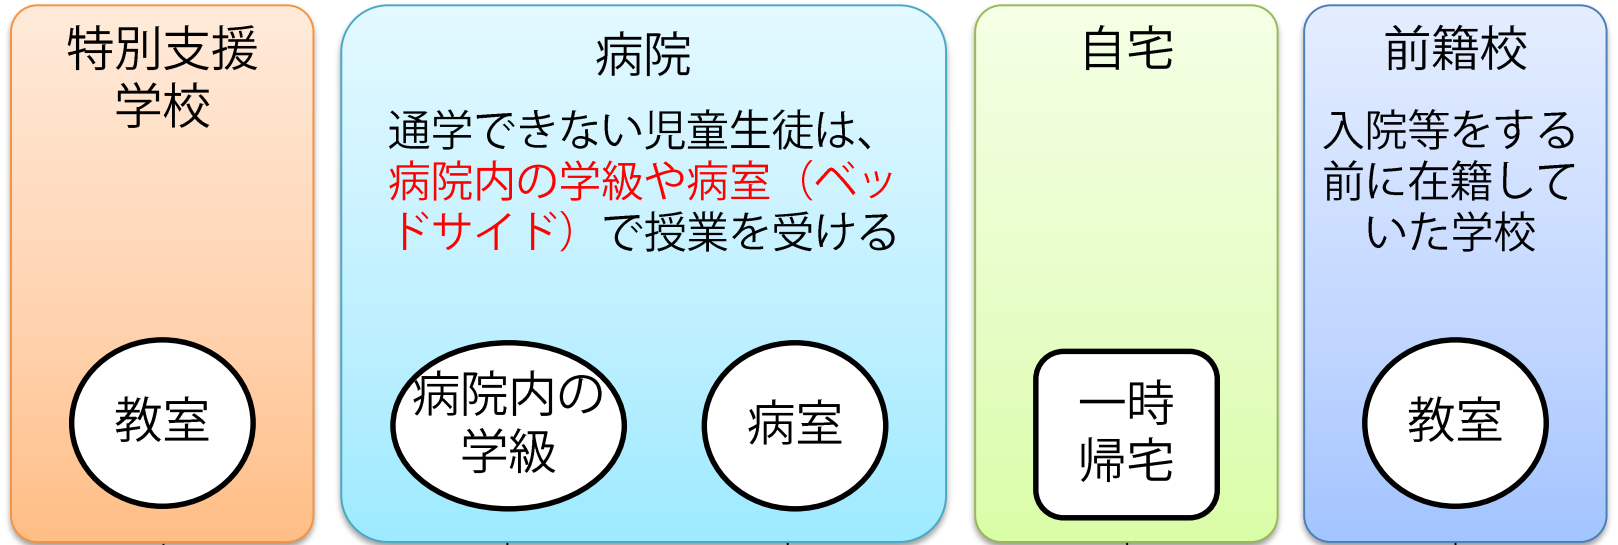 特別支援
学校
教室
病院
通学できない児童生徒は、
病院内の学級や病室（ベッ
ドサイド）で授業を受ける
病院内の
学級
病室
自宅
一時
帰宅
前籍校
入院等をする
前に在籍して
いた学校
教室